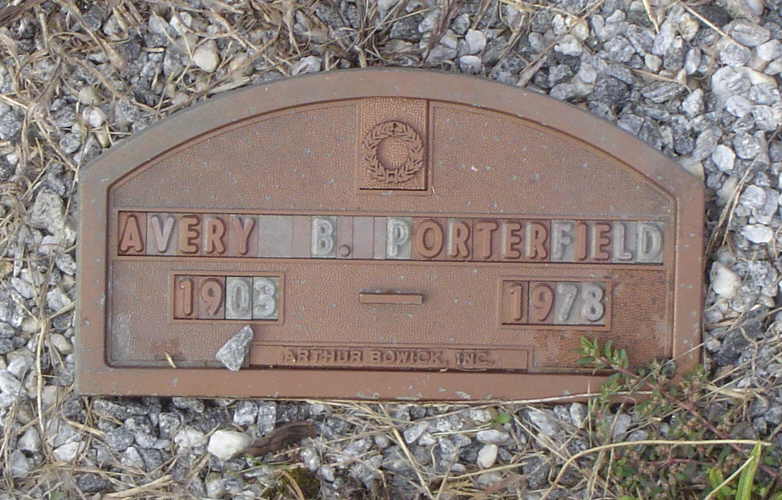 AVERY B. PORTERFIELD
1903 — 1978
ARTHUR BOWICK, INC.